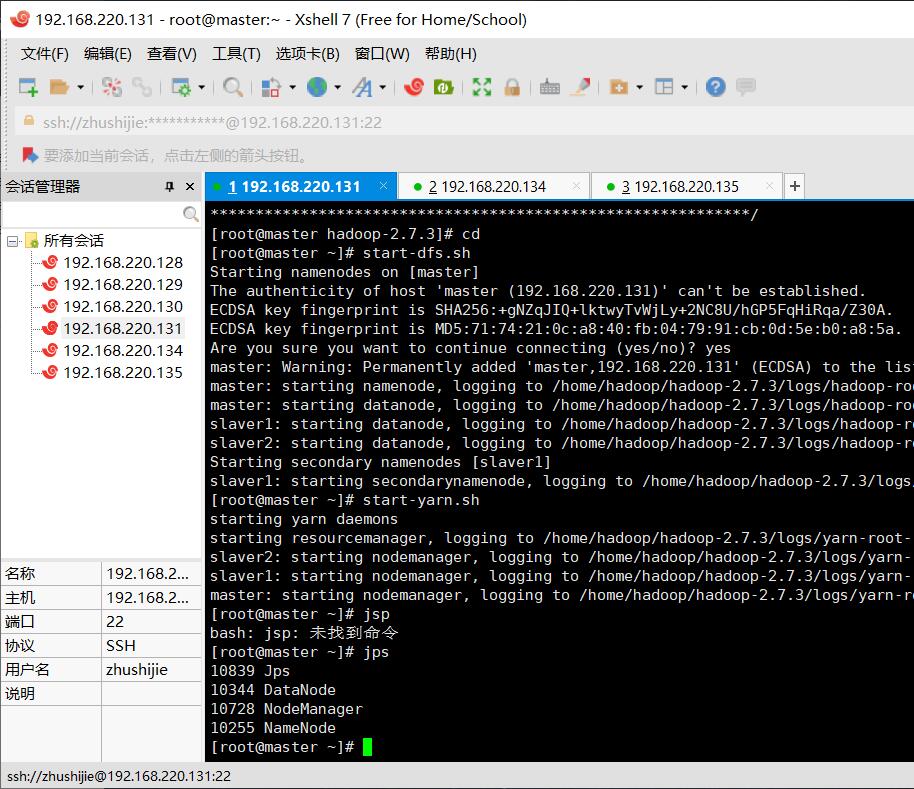 192.168.220.131 - root@master:~ - Xshell 7 (Free for Home/School)
文件(F) 编辑(E) 查看(V) 工具(T) 选项卡(B) 窗口(W) 帮助(H)
ssh://zhushijie:***********@192.168.220.131:22
要添加当前会话，点击左侧的箭头按钮。
会话管理器
1 192.168.220.131
2 192.168.220.134
3 192.168.220.135
所有会话
192.168.220.128
192.168.220.129
192.168.220.130
192.168.220.131
192.168.220.134
192.168.220.135
名称 192.168.2...
主机 192.168.2...
端口 22
协议 SSH
用户名 zhushijie
说明
************************************************************/
[root@master hadoop-2.7.3]# cd
[root@master ~]# start-dfs.sh
Starting namenodes on [master]
The authenticity of host 'master (192.168.220.131)' can't be established.
ECDSA key fingerprint is SHA256:+gNZqJIQ+lktwyTvWjLy+2NC8U/hGP5FqHiRqa/Z30A.
ECDSA key fingerprint is MD5:71:74:21:0c:a8:40:fb:04:79:91:cb:0d:5e:b0:a8:5a.
Are you sure you want to continue connecting (yes/no)? yes
master: Warning: Permanently added 'master,192.168.220.131' (ECDSA) to the lis
master: starting namenode, logging to /home/hadoop/hadoop-2.7.3/logs/hadoop-ro
master: starting datanode, logging to /home/hadoop/hadoop-2.7.3/logs/hadoop-ro
slaver1: starting datanode, logging to /home/hadoop/hadoop-2.7.3/logs/hadoop-r
slaver2: starting datanode, logging to /home/hadoop/hadoop-2.7.3/logs/hadoop-r
Starting secondary namenodes [slaver1]
slaver1: starting secondarynamenode, logging to /home/hadoop/hadoop-2.7.3/logs/
[root@master ~]# start-yarn.sh
starting yarn daemons
starting resourcemanager, logging to /home/hadoop/hadoop-2.7.3/logs/yarn-root-
slaver2: starting nodemanager, logging to /home/hadoop/hadoop-2.7.3/logs/yarn-
slaver1: starting nodemanager, logging to /home/hadoop/hadoop-2.7.3/logs/yarn-
master: starting nodemanager, logging to /home/hadoop/hadoop-2.7.3/logs/yarn-ro
[root@master ~]# jsp
bash: jsp: 未找到命令
[root@master ~]# jps
10839 Jps
10344 DataNode
10728 NodeManager
10255 NameNode
[root@master ~]#
ssh://zhushijie@192.168.220.131:22